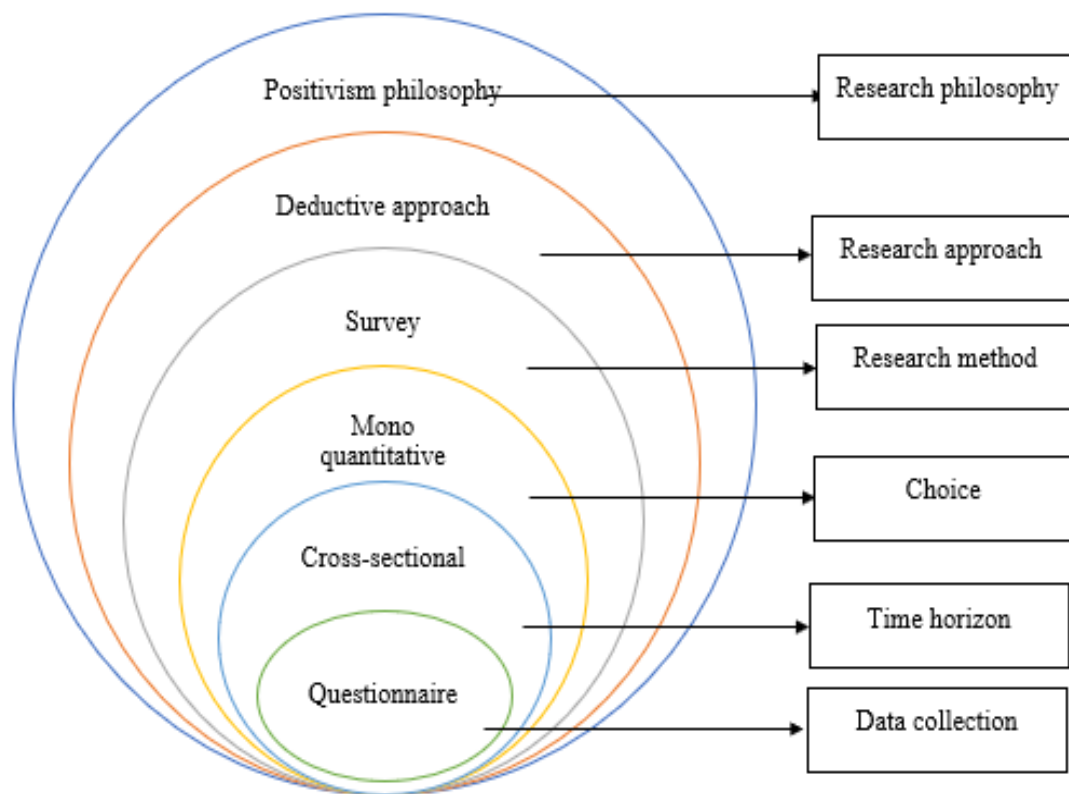 Positivism philosophy
Research philosophy
Deductive approach
Research approach
Survey
Research method
Mono
quantitative
Choice
Cross-sectional
Time horizon
Questionnaire
Data collection